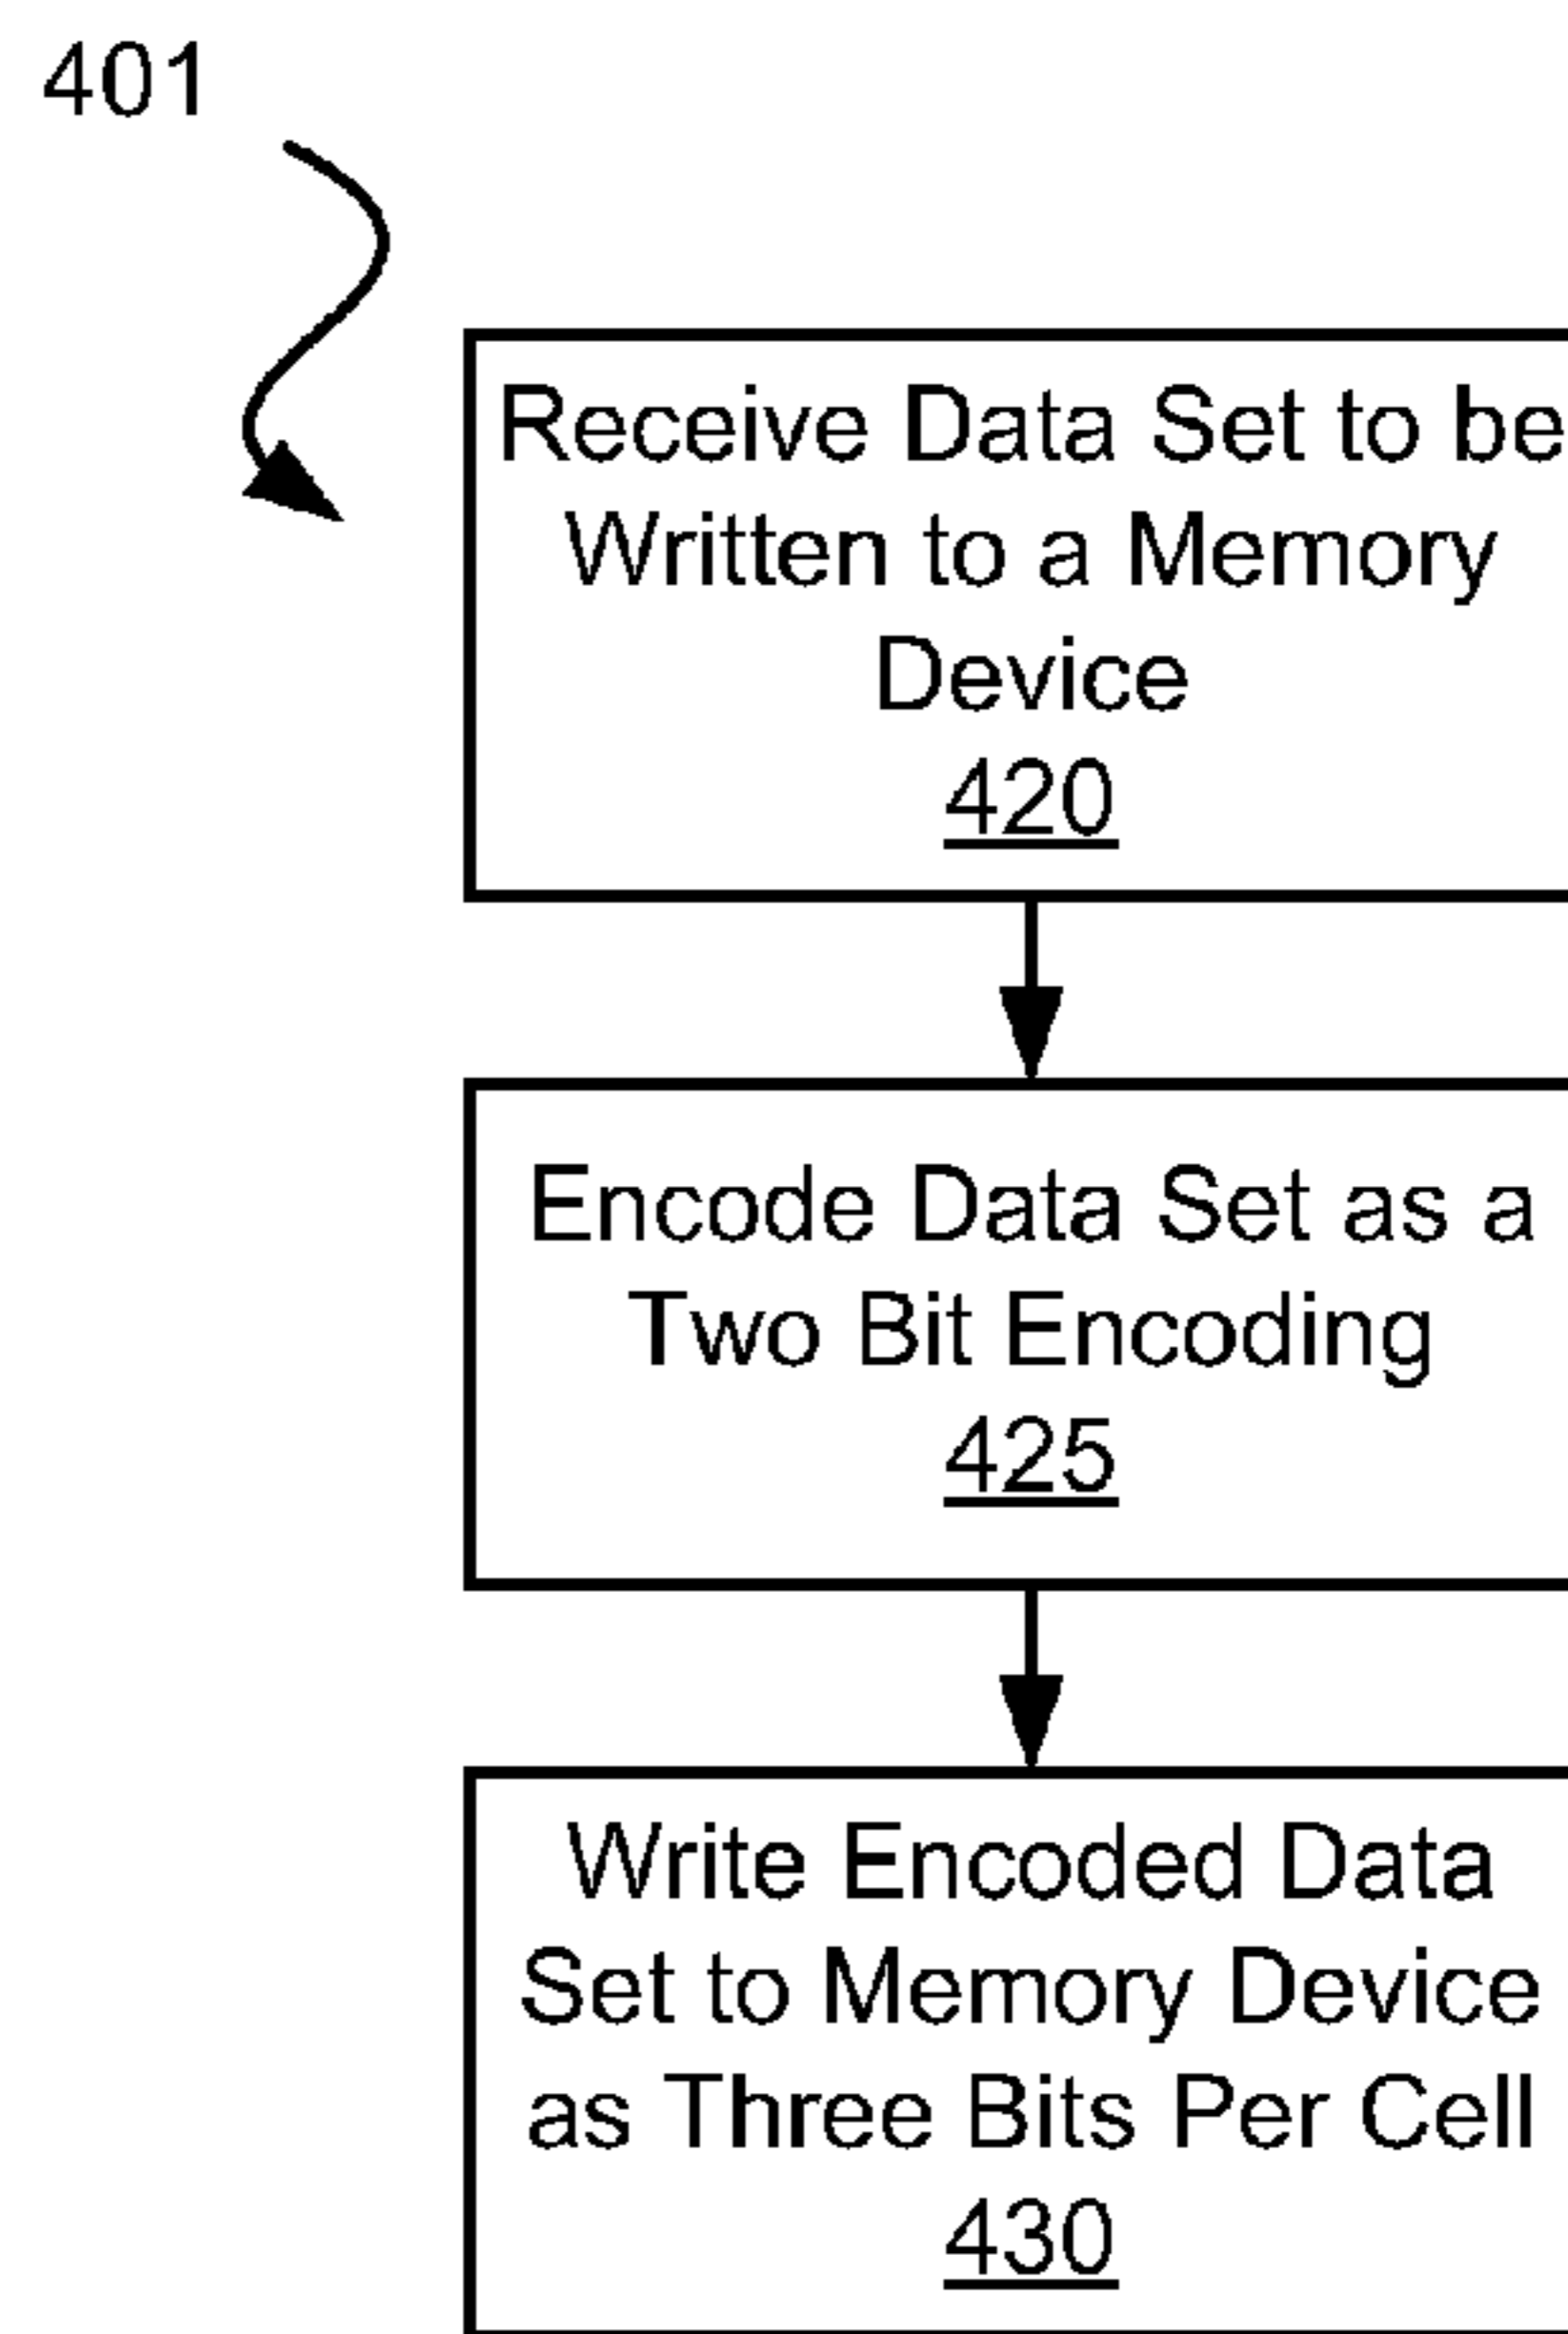 401
Receive Data Set to be
Written to a Memory
Device
420
Encode Data Set as a
Two Bit Encoding
425
Write Encoded Data
Set to Memory Device
as Three Bits Per Cell
430